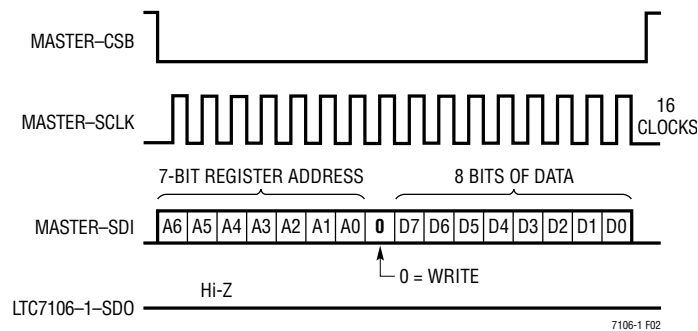 MASTER–CSB
MASTER–SCLK
16
CLOCKS
7-BIT REGISTER ADDRESS
8 BITS OF DATA
MASTER–SDI
A6 A5 A4 A3 A2 A1 A0 0 D7 D6 D5 D4 D3 D2 D1 D0
0 = WRITE
Hi-Z
LTC7106–1–SDO
7106-1 F02